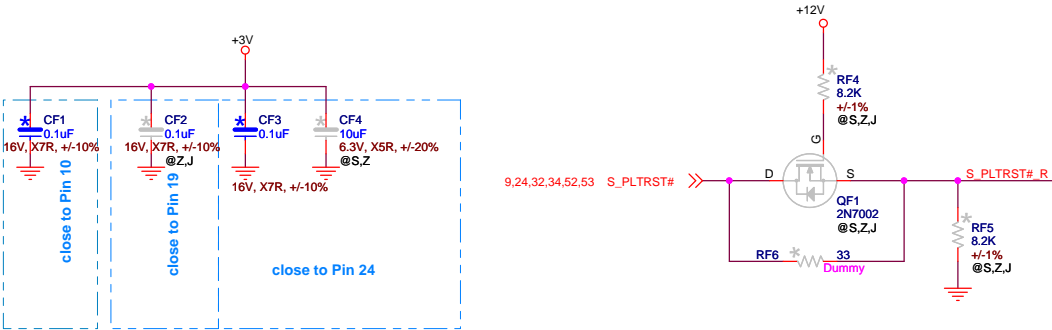 +3V
* CF1
0.1uF
16V, X7R, +/-10%
close to Pin 10
* CF2
0.1uF
16V, X7R, +/-10%
@Z,J
close to Pin 19
* CF3
0.1uF
16V, X7R, +/-10%
* CF4
10uF
6.3V, X5R, +/-20%
@S,Z
close to Pin 24
+12V
* RF4
8.2K
+/-1%
@S,Z,J
G
9,24,32,34,52,53 S_PLTRST#
D
S
S_PLTRST#_R
QF1
2N7002
@S,Z,J
RF6 * 33
Dummy
* RF5
8.2K
+/-1%
@S,Z,J